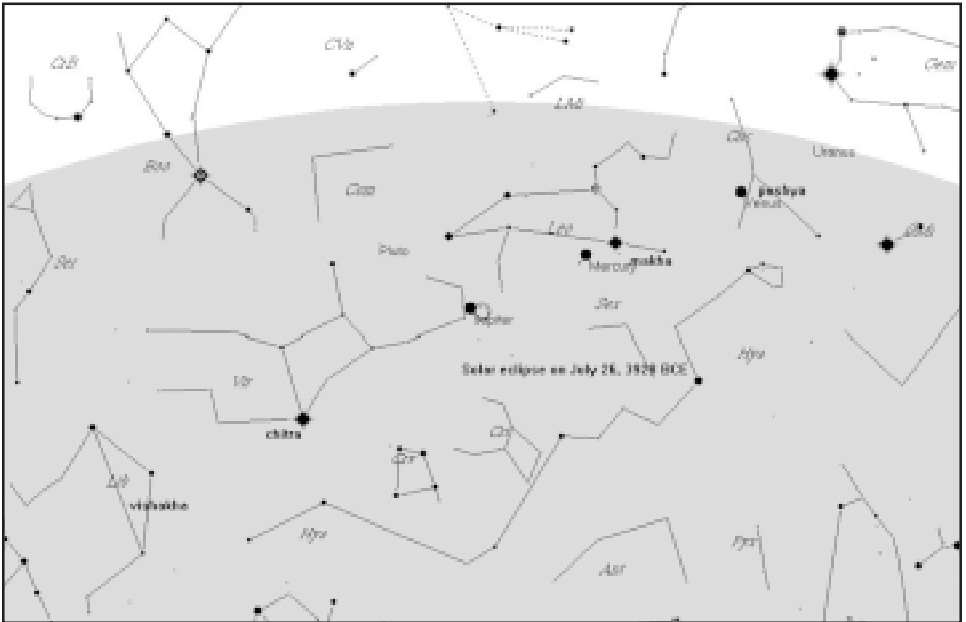 CVn
CrB
Gem
LMi
Cnc
Uranus
Boo
Com
pushya
Venus
Leo
Pluto
Ser
Mercury
makha
Sex
Jupiter
Hya
Solar eclipse on July 26, 3928 BCE
Vir
chitra
Crt
Crv
Lib
vishakha
Hya
Pyx
Ant